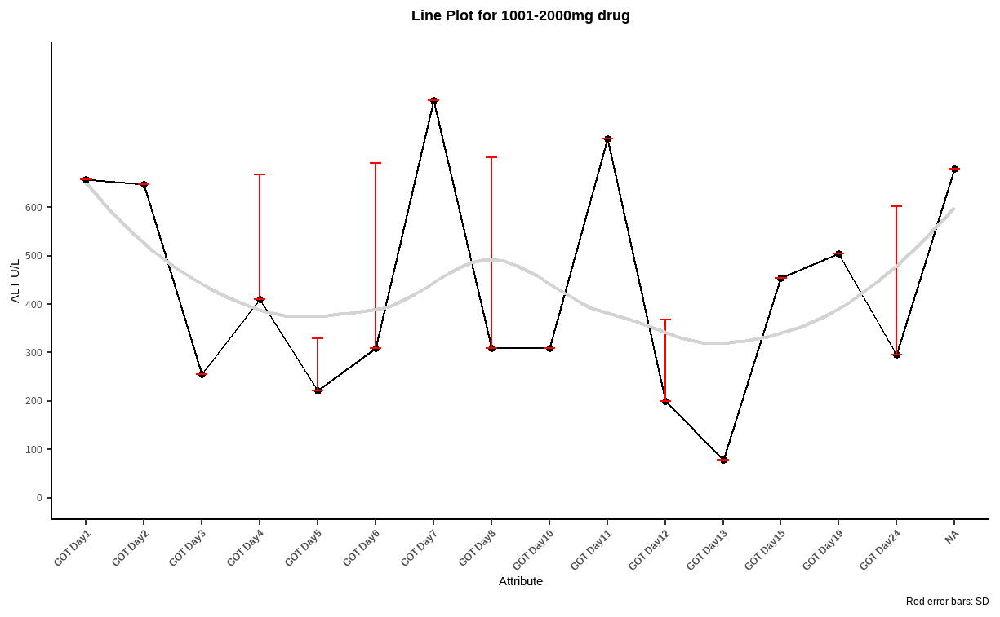 Line Plot for 1001-2000mg drug
ALT U/L
600
500
400
300
200
100
0
GOT Day1
GOT Day2
GOT Day3
GOT Day4
GOT Day5
GOT Day6
GOT Day7
GOT Day8
GOT Day10
GOT Day11
GOT Day12
GOT Day13
GOT Day15
GOT Day19
GOT Day24
NA
Attribute
Red error bars: SD